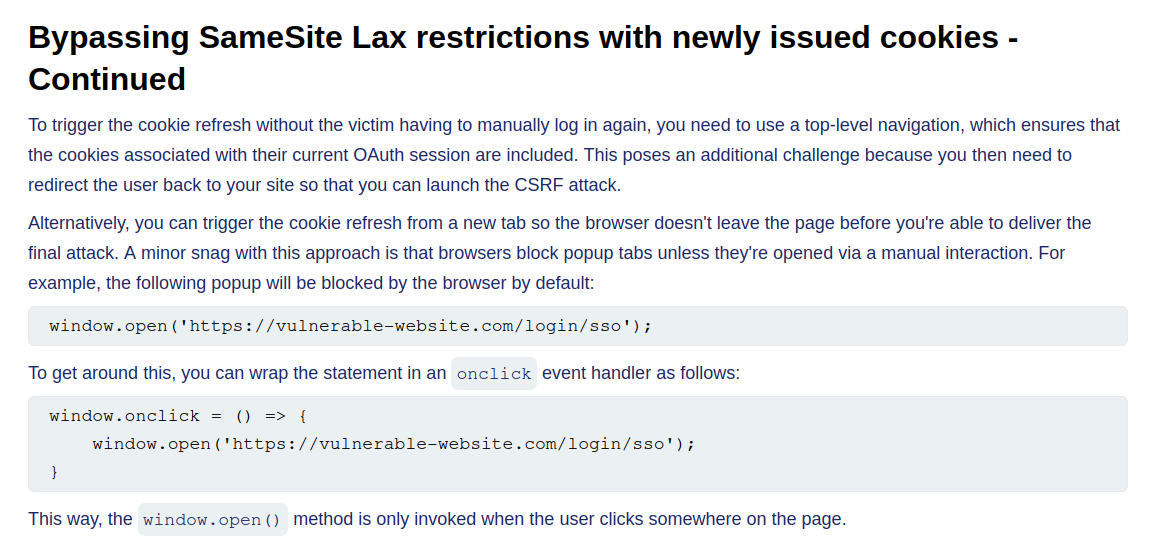 Bypassing SameSite Lax restrictions with newly issued cookies -
Continued
To trigger the cookie refresh without the victim having to manually log in again, you need to use a top-level navigation, which ensures that
the cookies associated with their current OAuth session are included. This poses an additional challenge because you then need to
redirect the user back to your site so that you can launch the CSRF attack.
Alternatively, you can trigger the cookie refresh from a new tab so the browser doesn't leave the page before you're able to deliver the
final attack. A minor snag with this approach is that browsers block popup tabs unless they're opened via a manual interaction. For
example, the following popup will be blocked by the browser by default:
window.open('https://vulnerable-website.com/login/sso');
To get around this, you can wrap the statement in an onclick event handler as follows:
window.onclick = () => {
    window.open('https://vulnerable-website.com/login/sso');
}
This way, the window.open() method is only invoked when the user clicks somewhere on the page.